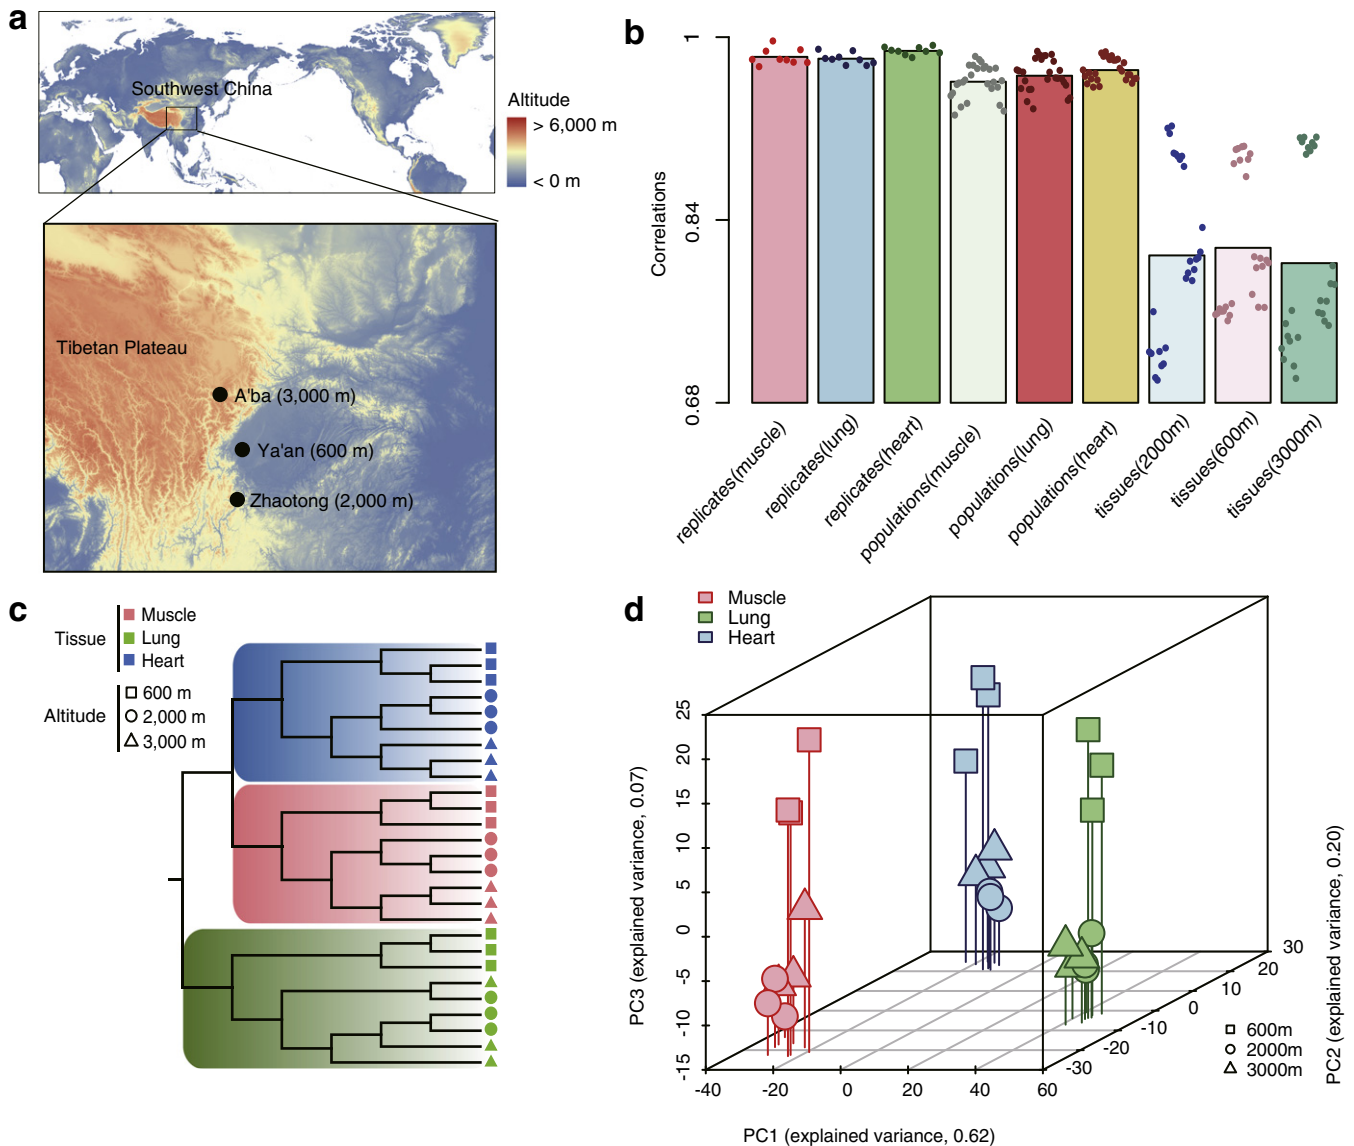 a
Southwest China
Altitude
> 6,000 m
< 0 m
Tibetan Plateau
A'ba (3,000 m)
Ya'an (600 m)
Zhaotong (2,000 m)
b
Correlations
1
0.84
0.68
replicates(muscle)
replicates(lung)
replicates(heart)
populations(muscle)
populations(lung)
populations(heart)
tissues(2000m)
tissues(600m)
tissues(3000m)
c
Tissue
Muscle
Lung
Heart
Altitude
600 m
2,000 m
3,000 m
d
Muscle
Lung
Heart
PC3 (explained variance, 0.07)
25
20
15
10
5
0
-5
-10
-15
-40
-20
0
20
40
60
PC1 (explained variance, 0.62)
30
20
10
0
-10
-20
-30
PC2 (explained variance, 0.20)
600m
2000m
3000m